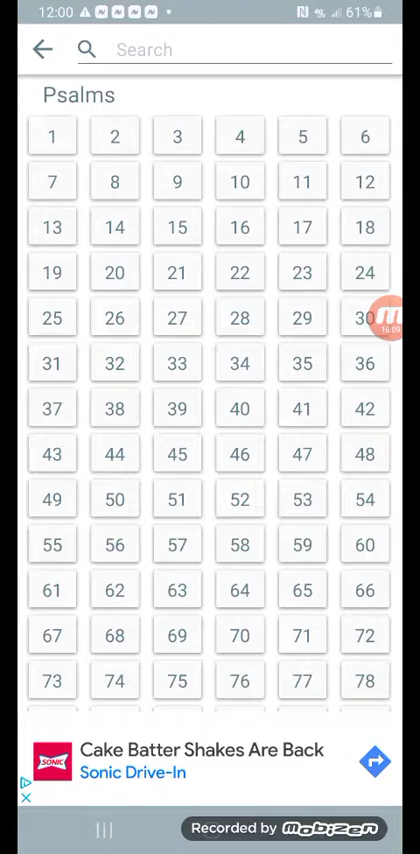 12:00 61%
Search
Psalms
1 2 3 4 5 6
7 8 9 10 11 12
13 14 15 16 17 18
19 20 21 22 23 24
25 26 27 28 29 30
16:09
31 32 33 34 35 36
37 38 39 40 41 42
43 44 45 46 47 48
49 50 51 52 53 54
55 56 57 58 59 60
61 62 63 64 65 66
67 68 69 70 71 72
73 74 75 76 77 78
SONIC
Cake Batter Shakes Are Back
Sonic Drive-In
Recorded by mobizen